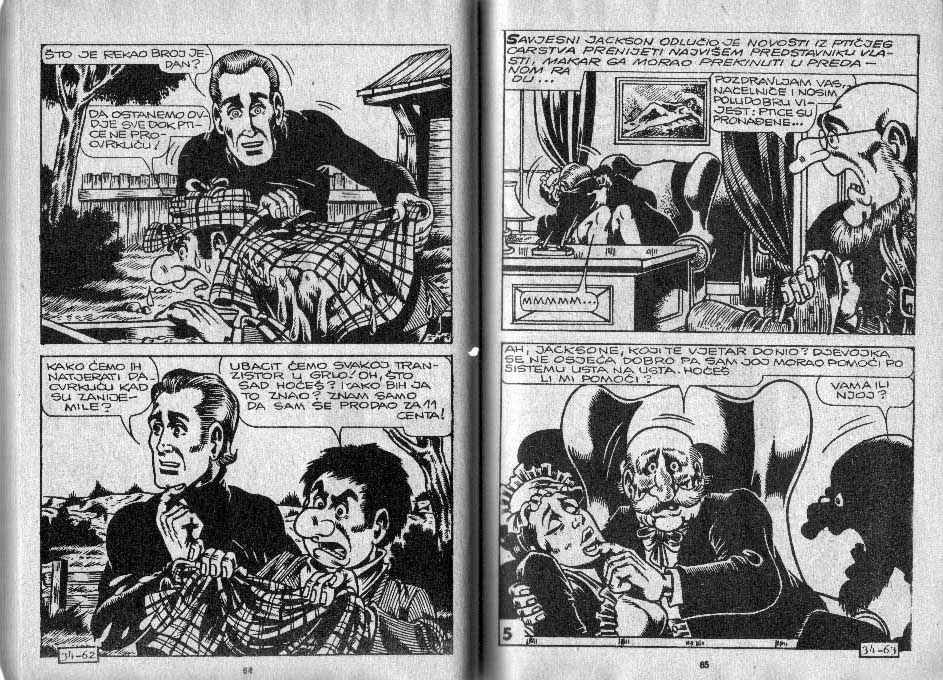 ŠTO JE REKAO BROJ JE-
DAN?
DA OSTANEMO OV-
DJE SVE DOK PTI-
CE NE PRO-
CVRKUĆU!
KAKO ĆEMO IH
NATJERATI DA
CVRKUĆU KAD
SU ZANIJE-
MILE?
UBACIT ĆEMO SVAKOJ TRAN-
ZISTOR U GRLO! OH, ŠTO
SAD HOĆEŠ? KAKO BIH JA
TO ZNAO? ZNAM SAMO
DA SAM SE PRODAO ZA 11
CENTA!
34-62
64
SAVJESNI JACKSON ODLUČIO JE NOVOSTI IZ PTIČJEG
CARSTVA PRENIJETI NAJVIŠEM PREDSTAVNIKU VLA-
STI, MAKAR GA MORAO PREKINUTI U PREDA-
NOM RA
DU...
POZDRAVLJAM VAS,
NAČELNIČE I NOSIM
POLUDOBRU VI-
JEST: PTICE SU
PRONAĐENE...
MMMMM...
AH, JACKSONE, KOJI TE VJETAR DONIO? DJEVOJKA
SE NE OSJEĆA DOBRO PA SAM JOJ MORAO POMOĆI PO
SISTEMU USTA NA USTA. HOĆEŠ
LI MI POMOĆI?
VAMA ILI
NJOJ?
5
34-63
65